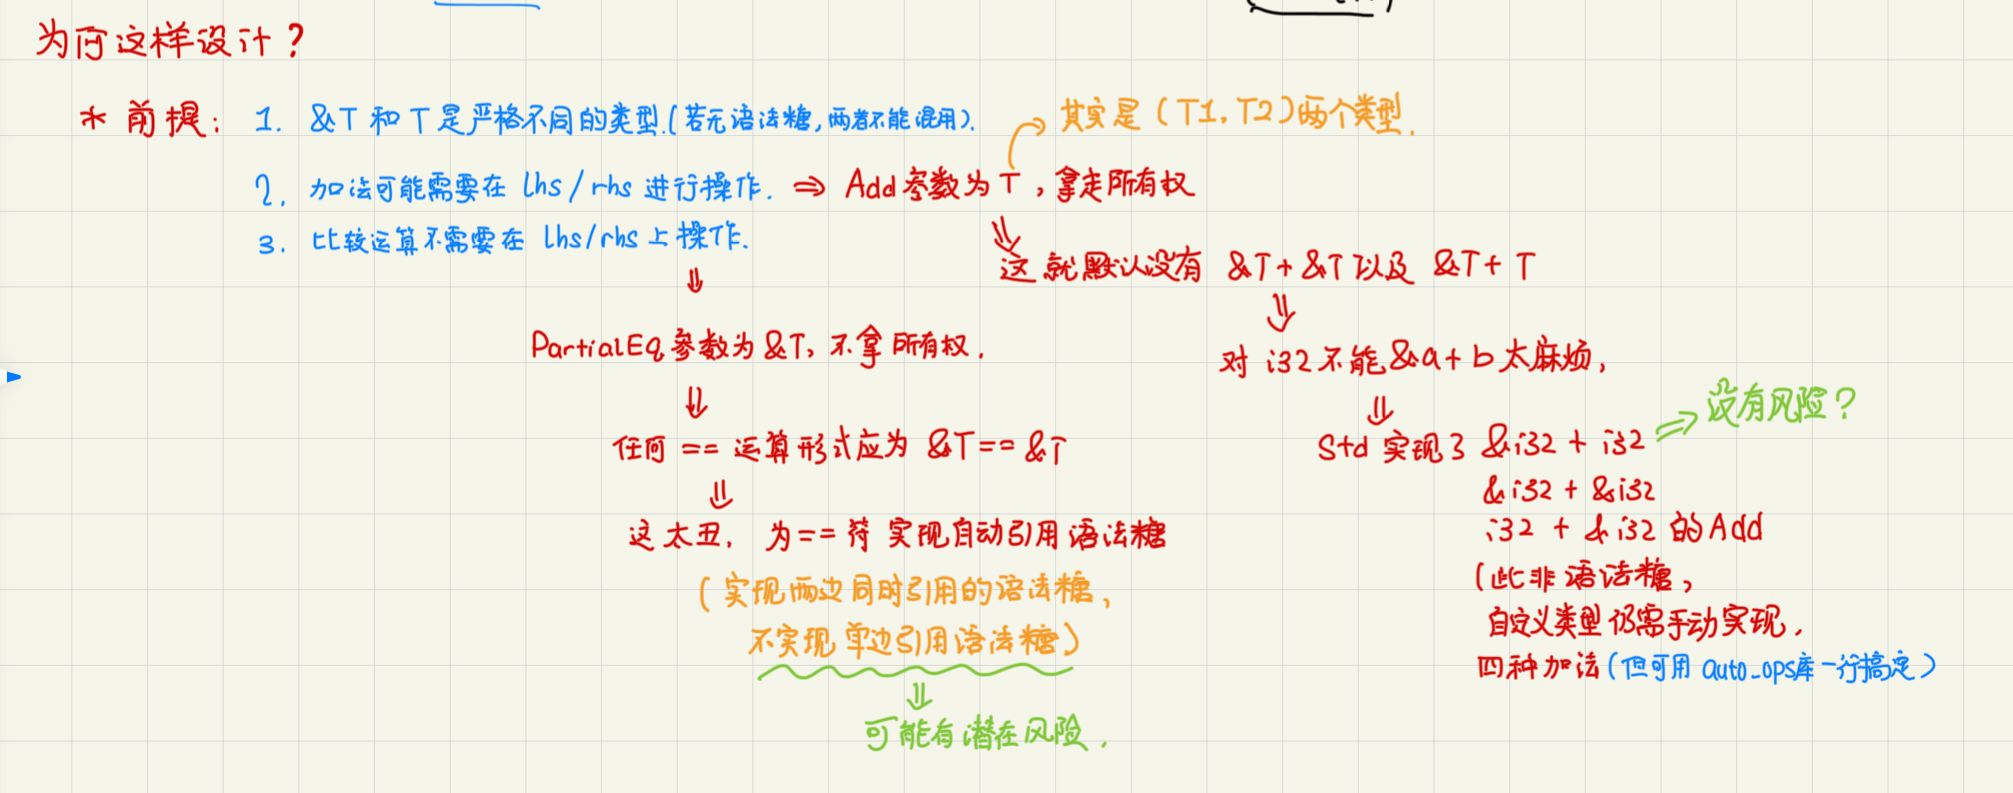 为何这样设计?
* 前提: 1. &T 和 T 是严格不同的类型.(若无语法糖,两者不能混用).
其实是 (T1, T2)两个类型.
2. 加法可能需要在 lhs/rhs 进行操作. ⇒ Add 参数为 T , 拿走所有权
3. 比较运算不需要在 lhs/rhs 上操作.
这就默认没有 &T + &T 以及 &T + T
PartialEq 参数为 &T, 不拿所有权.
对 i32 不能 &a + b 太麻烦,
没有风险?
任何 == 运算形式应为 &T == &T
Std 实现了 &i32 + i32
&i32 + &i32
这太丑. 为 == 符 实现自动引用语法糖
i32 + &i32 的 Add
(实现两边同时引用的语法糖,
(此非语法糖,
不实现 单边引用语法糖)
自定义类型仍需手动实现.
四种加法(但可用 auto_ops库一行搞定)
可能有潜在风险.